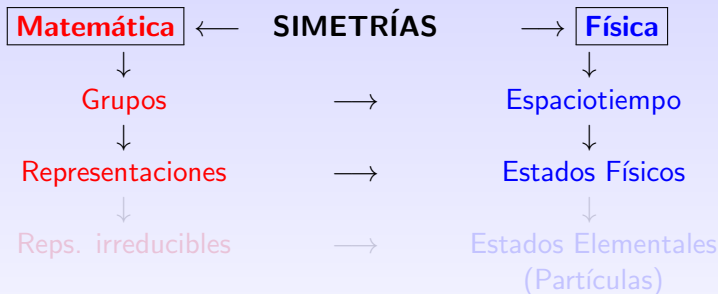 Matemática ← SIMETRÍAS → Física
↓ ↓
Grupos → Espaciotiempo
↓ ↓
Representaciones → Estados Físicos
↓ ↓
Reps. irreducibles → Estados Elementales
(Partículas)